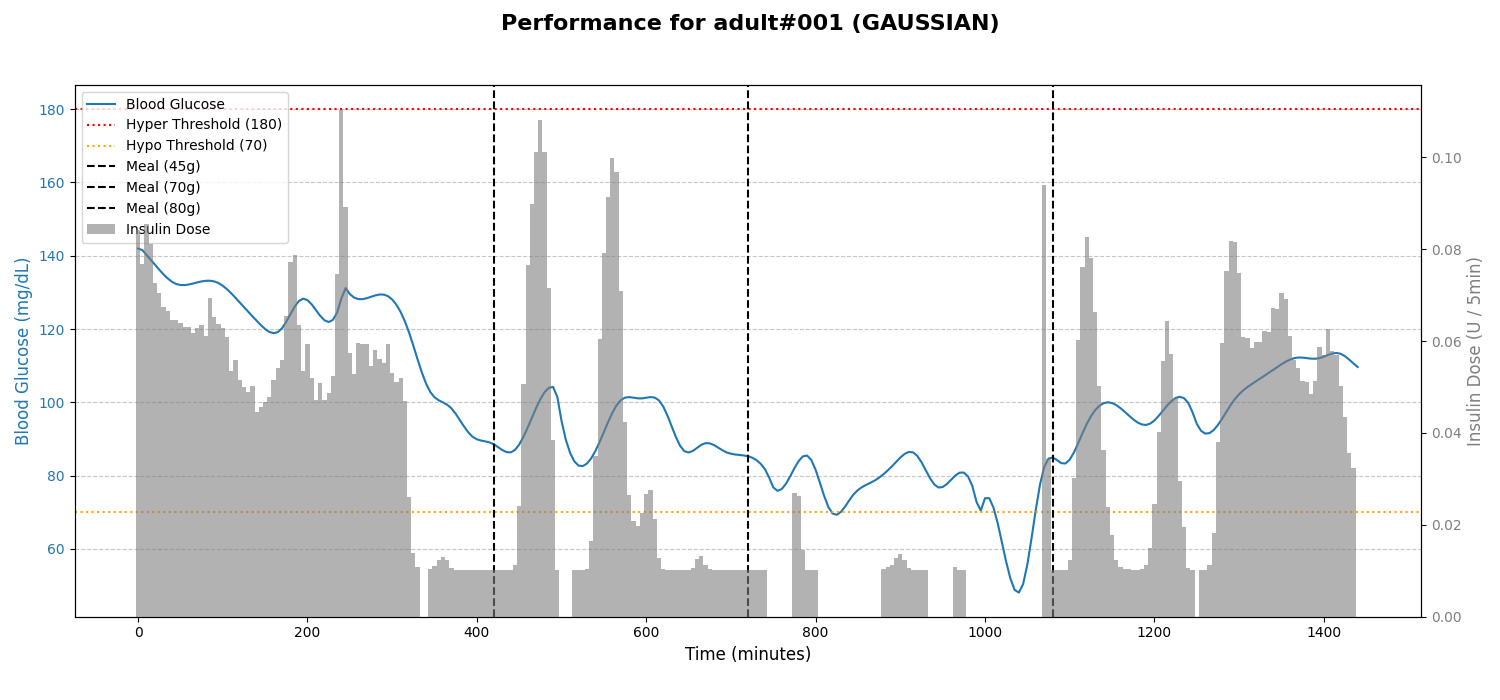 Performance for adult#001 (GAUSSIAN)
Blood Glucose
Hyper Threshold (180)
Hypo Threshold (70)
Meal (45g)
Meal (70g)
Meal (80g)
Insulin Dose
Blood Glucose (mg/dL)
180
160
140
120
100
80
60
0.10
0.08
0.06
0.04
0.02
0.00
Insulin Dose (U / 5min)
0 200 400 600 800 1000 1200 1400
Time (minutes)